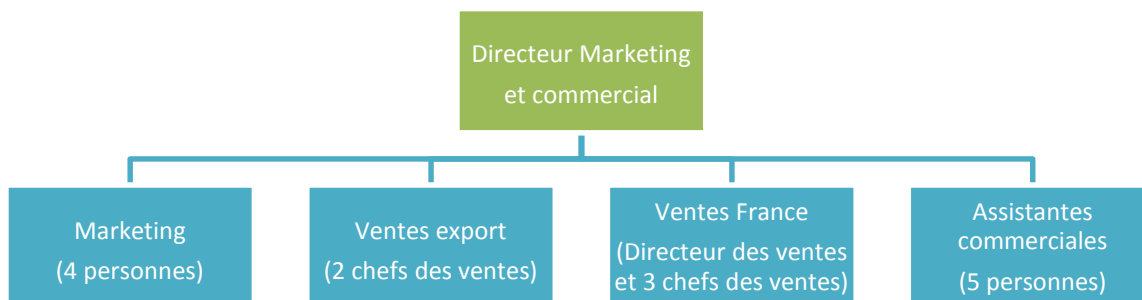 Directeur Marketing
et commercial
Marketing
(4 personnes)
Ventes export
(2 chefs des ventes)
Ventes France
(Directeur des ventes
et 3 chefs des ventes)
Assistantes
commerciales
(5 personnes)